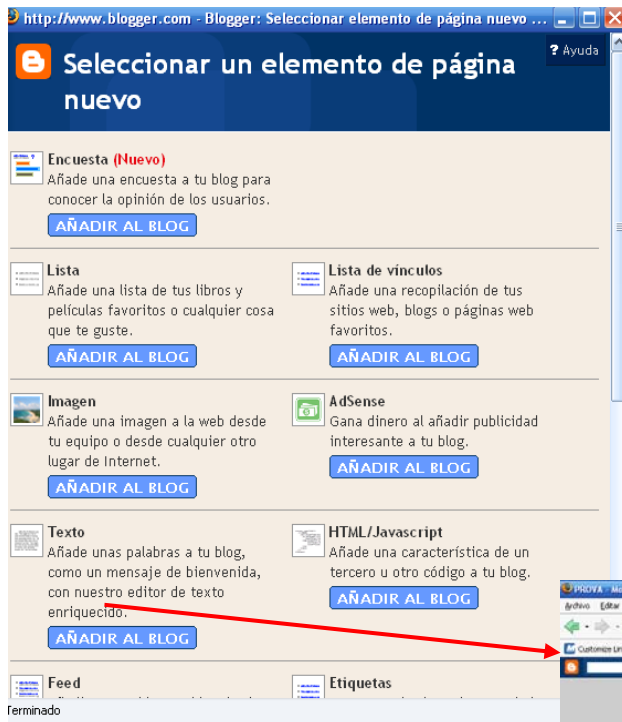 http://www.blogger.com - Blogger: Seleccionar elemento de página nuevo ...
? Ayuda
Seleccionar un elemento de página
nuevo
Encuesta (Nuevo)
Añade una encuesta a tu blog para
conocer la opinión de los usuarios.
AÑADIR AL BLOG
Lista
Añade una lista de tus libros y
películas favoritos o cualquier cosa
que te guste.
AÑADIR AL BLOG
Lista de vínculos
Añade una recopilación de tus
sitios web, blogs o páginas web
favoritos.
AÑADIR AL BLOG
Imagen
Añade una imagen a la web desde
tu equipo o desde cualquier otro
lugar de Internet.
AÑADIR AL BLOG
AdSense
Gana dinero al añadir publicidad
interesante a tu blog.
AÑADIR AL BLOG
Texto
Añade unas palabras a tu blog,
como un mensaje de bienvenida,
con nuestro editor de texto
enriquecido.
AÑADIR AL BLOG
HTML/Javascript
Añade una característica de un
tercero u otro código a tu blog.
AÑADIR AL BLOG
Feed
Etiquetas
Terminado
PROVA
Archivo Editar
Customize